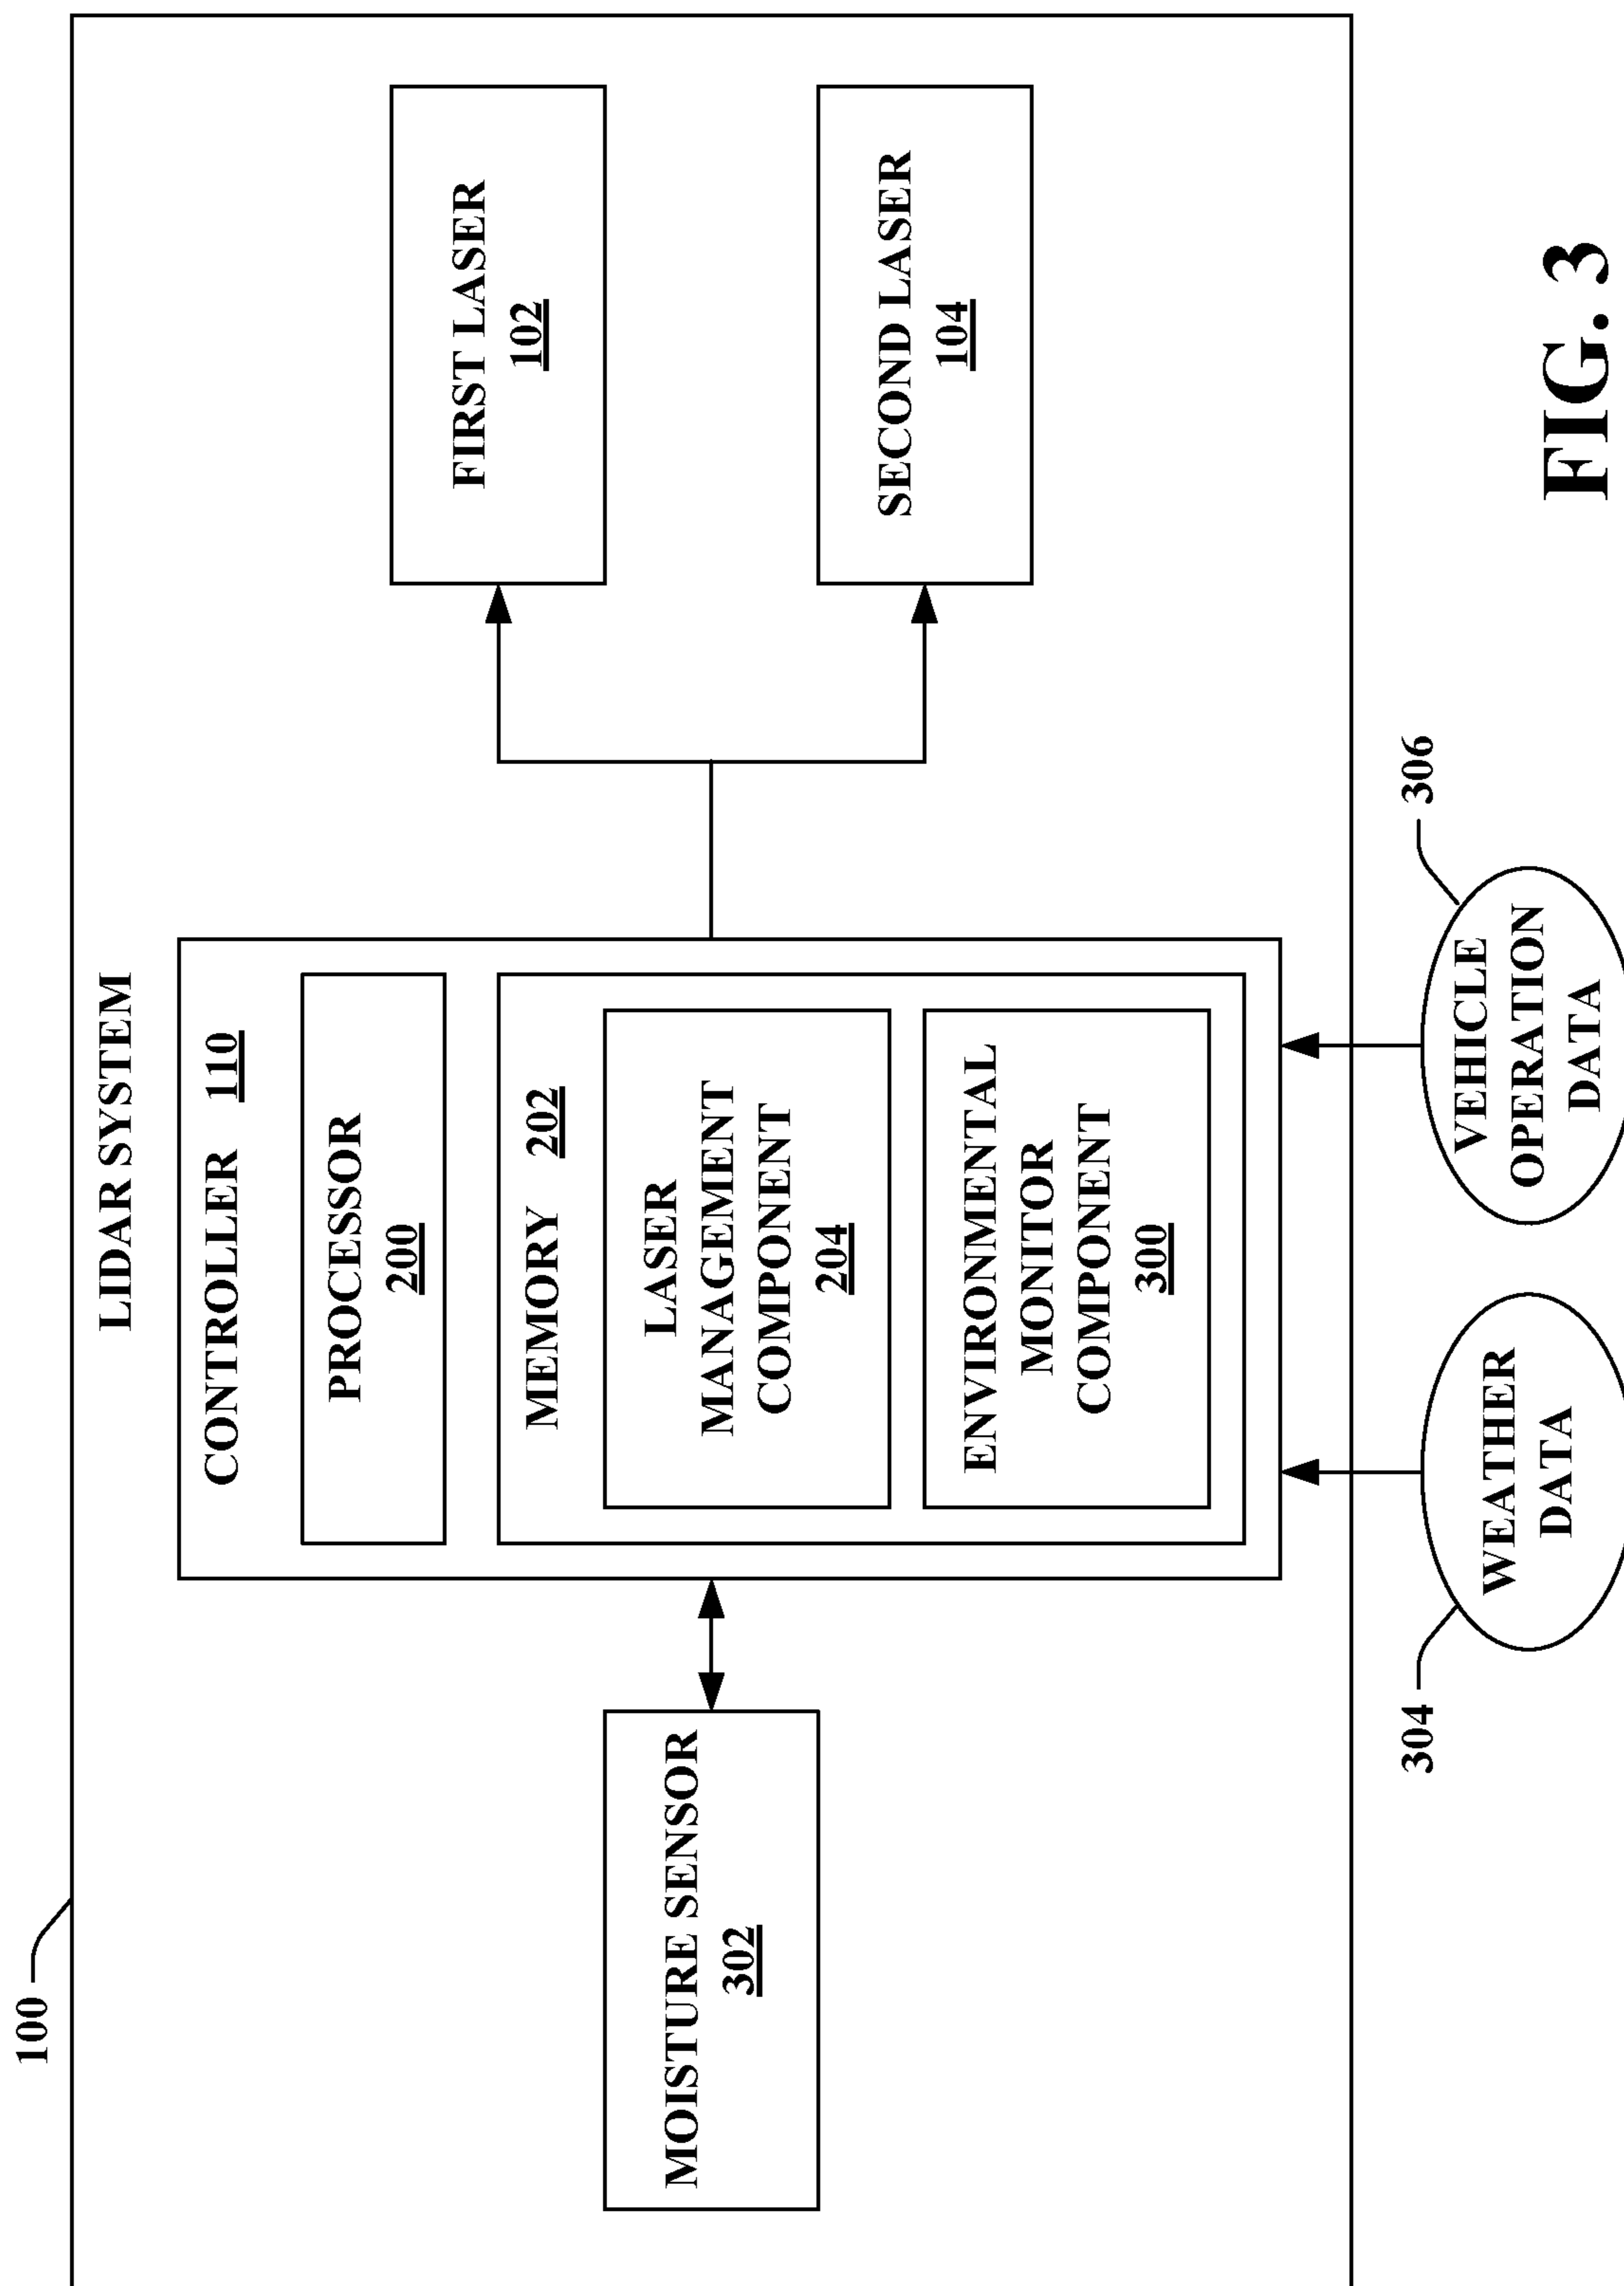 100
LIDAR SYSTEM
MOISTURE SENSOR
302
CONTROLLER 110
PROCESSOR
200
MEMORY 202
LASER
MANAGEMENT
COMPONENT
204
ENVIRONMENTAL
MONITOR
COMPONENT
300
FIRST LASER
102
SECOND LASER
104
304
WEATHER
DATA
VEHICLE
OPERATION
DATA
306
FIG. 3